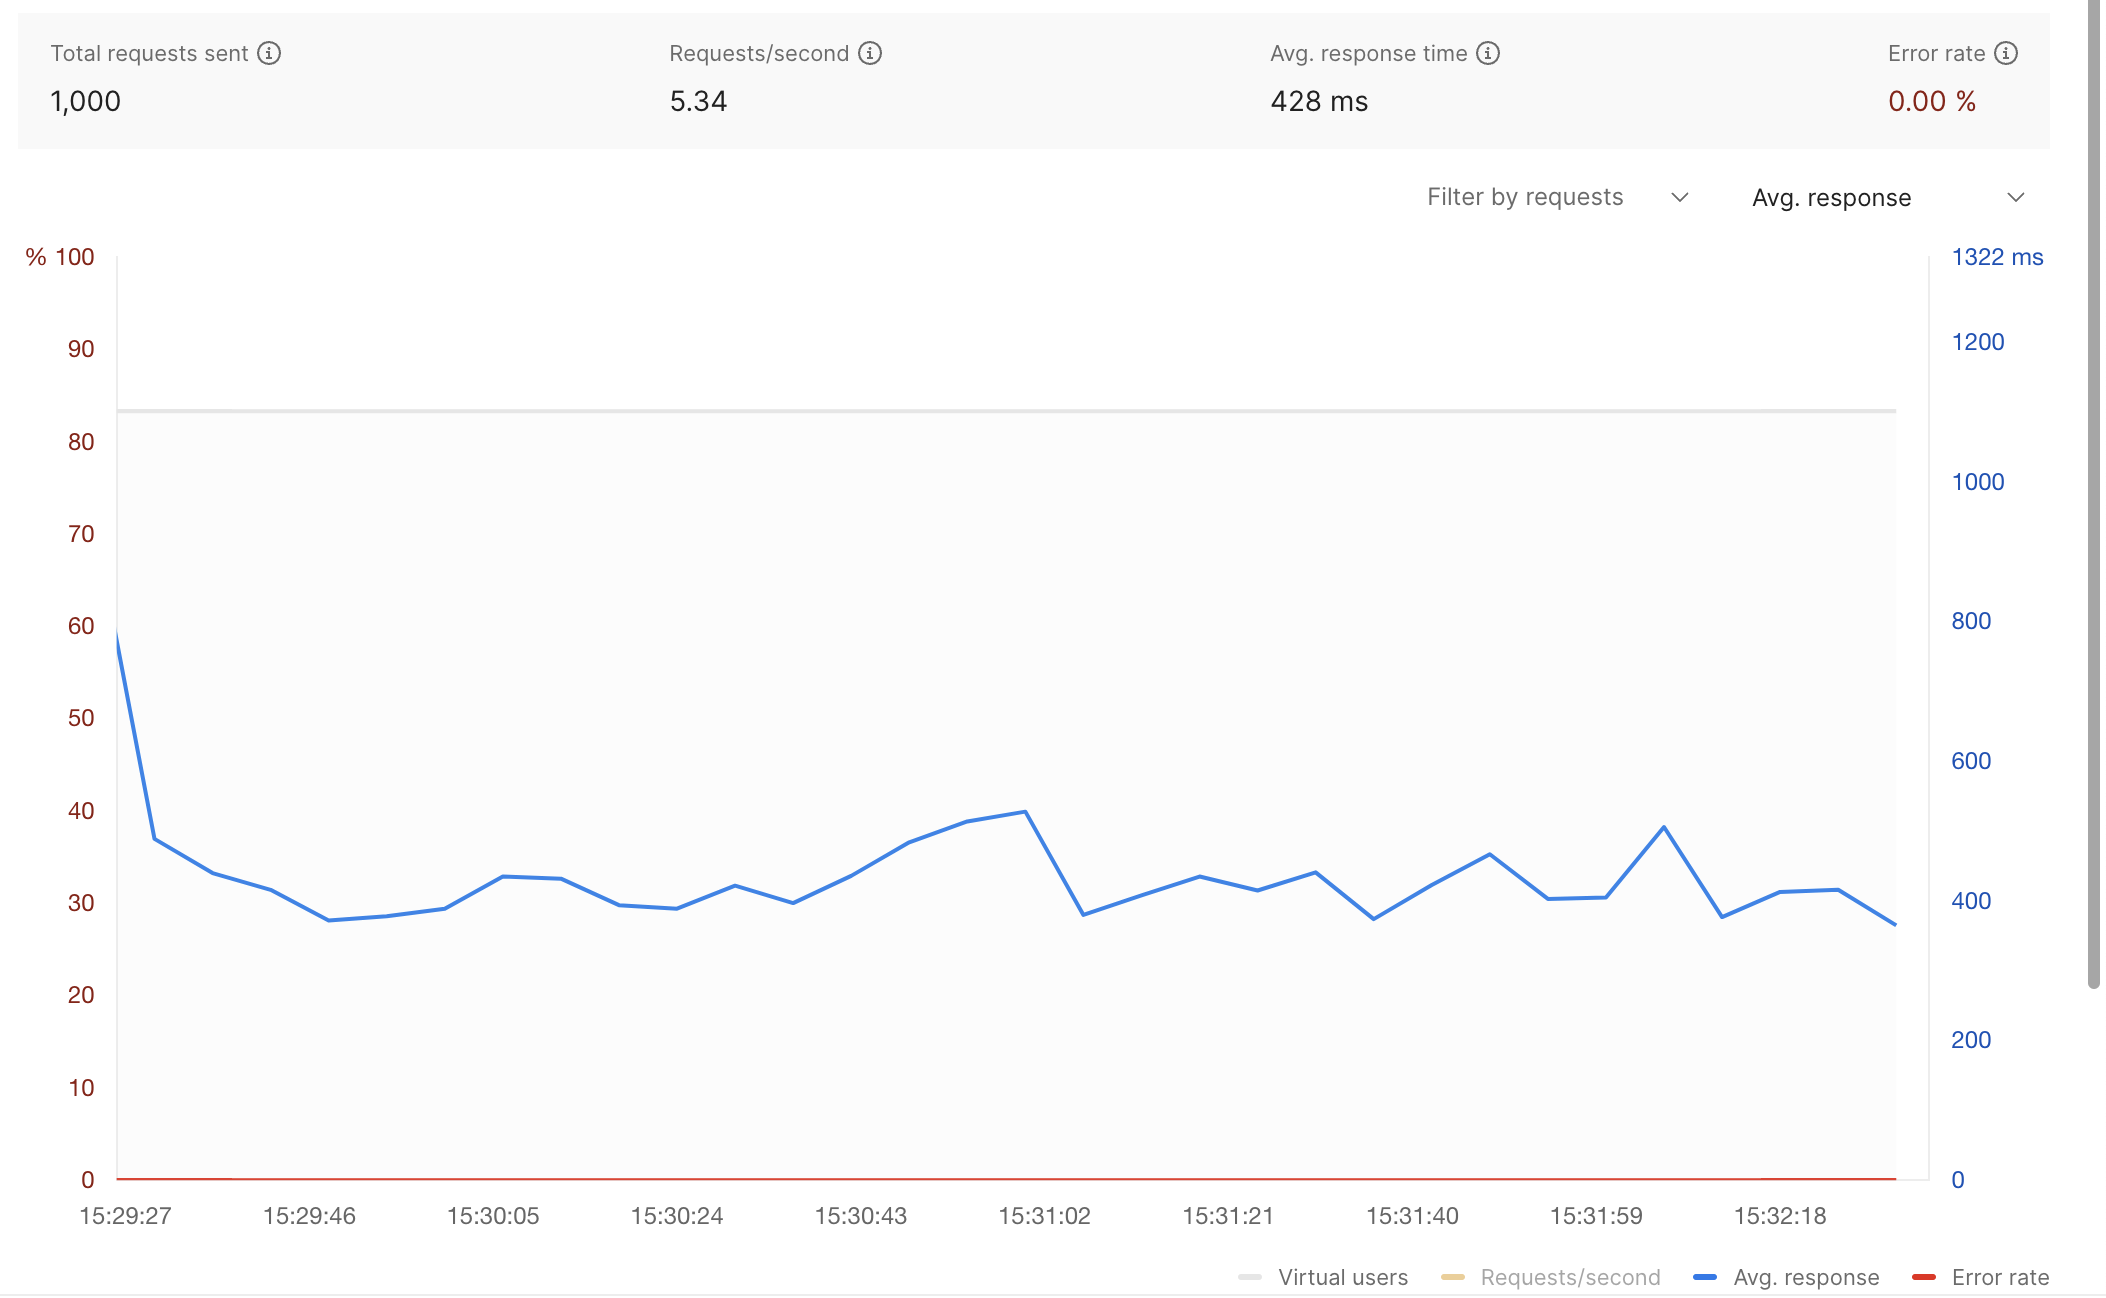 Total requests sent
Requests/second
Avg. response time
Error rate
1,000
5.34
428 ms
0.00 %
Filter by requests
Avg. response
% 100
90
80
70
60
50
40
30
20
10
0
1322 ms
1200
1000
800
600
400
200
0
15:29:27
15:29:46
15:30:05
15:30:24
15:30:43
15:31:02
15:31:21
15:31:40
15:31:59
15:32:18
Virtual users
Requests/second
Avg. response
Error rate